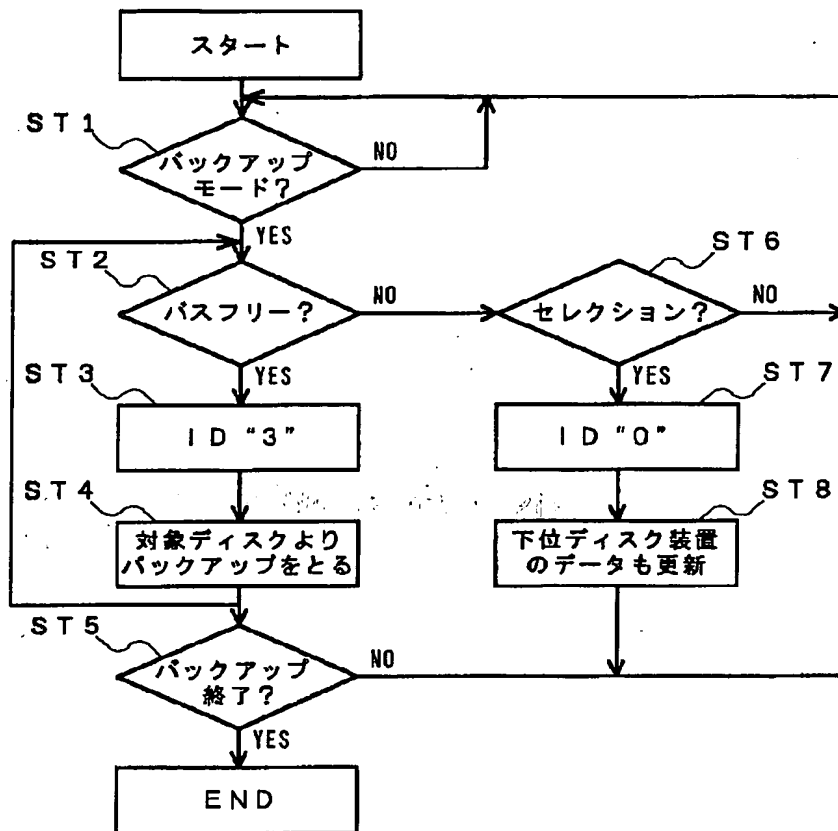 スタート
ST1
バックアップ
モード?
NO
YES
ST2
バスフリー?
NO
ST6
セレクション?
NO
YES
YES
ST3
ID "3"
ST7
ID "0"
ST4
対象ディスクより
バックアップをとる
ST8
下位ディスク装置
のデータも更新
ST5
バックアップ
終了?
NO
YES
END